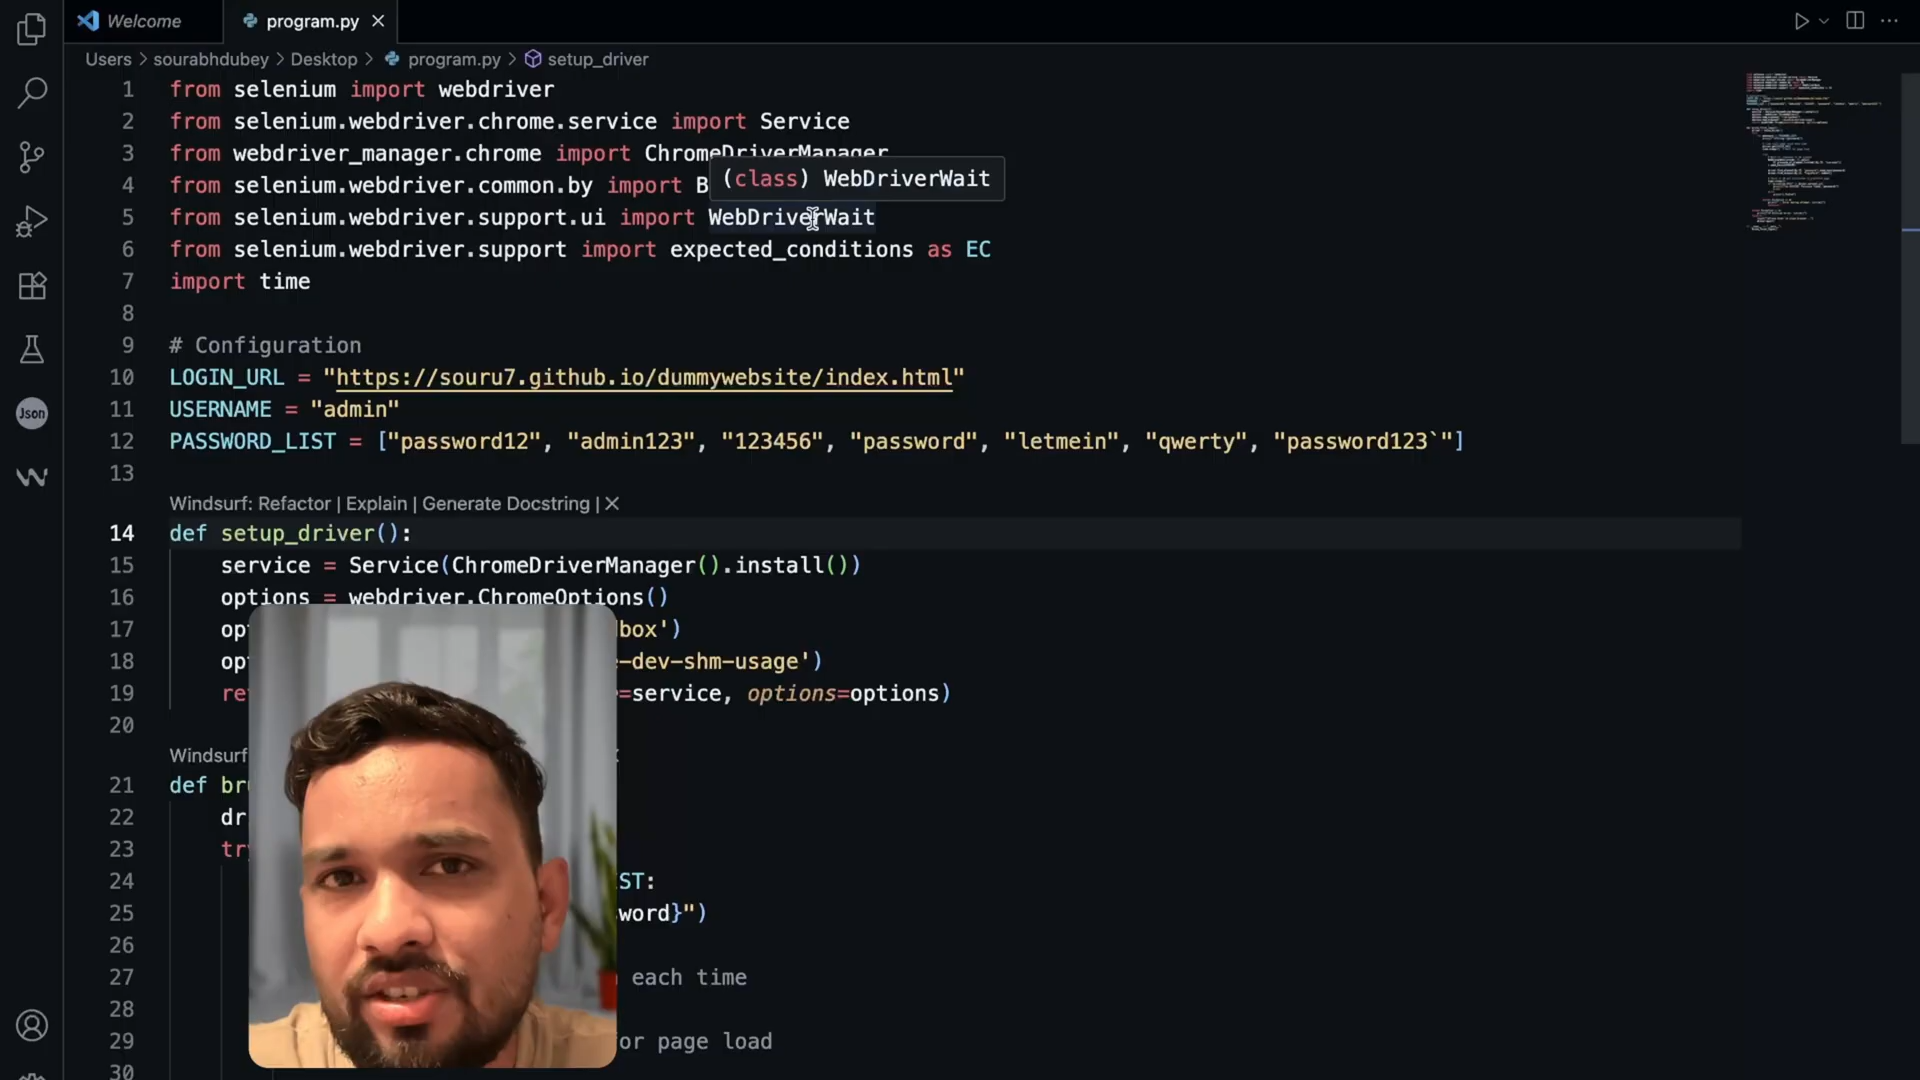 Welcome
program.py
Users > sourabhdubey > Desktop > program.py > setup_driver
1 from selenium import webdriver
2 from selenium.webdriver.chrome.service import Service
3 from webdriver_manager.chrome import ChromeDriverManager
(class) WebDriverWait
4 from selenium.webdriver.common.by import B
5 from selenium.webdriver.support.ui import WebDriverWait
6 from selenium.webdriver.support import expected_conditions as EC
7 import time
8
9 # Configuration
10 LOGIN_URL = "https://souru7.github.io/dummywebsite/index.html"
11 USERNAME = "admin"
12 PASSWORD_LIST = ["password12", "admin123", "123456", "password", "letmein", "qwerty", "password123`"]
Json
13
Windsurf: Refactor | Explain | Generate Docstring | ×
14 def setup_driver():
15 service = Service(ChromeDriverManager().install())
16 options = webdriver.ChromeOptions()
17 op box')
18 op -dev-shm-usage')
19 re =service, options=options)
20
Windsurf
21 def br
22 dr
23 try
24 ST:
25 sword}")
26
27 each time
28
29 or page load
30